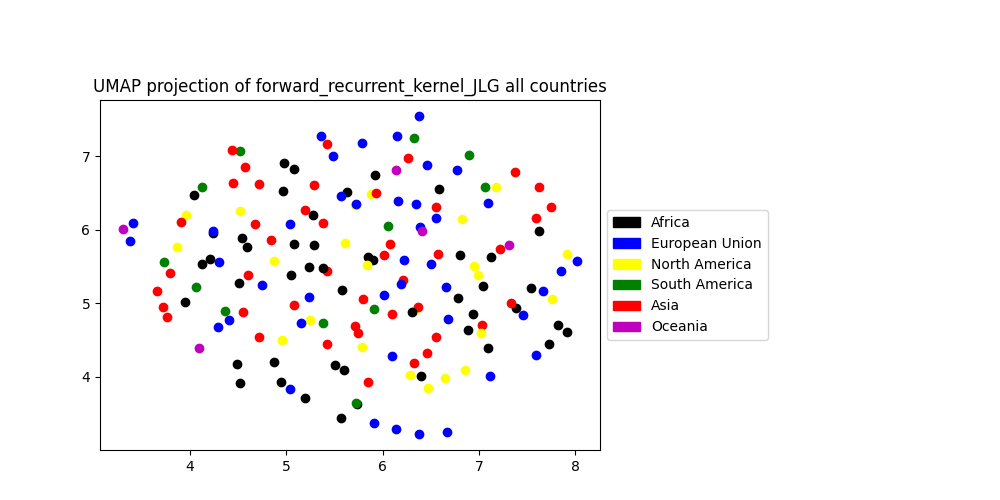 UMAP projection of forward_recurrent_kernel_JLG all countries
7
6
5
4
4 5 6 7 8
Africa
European Union
North America
South America
Asia
Oceania